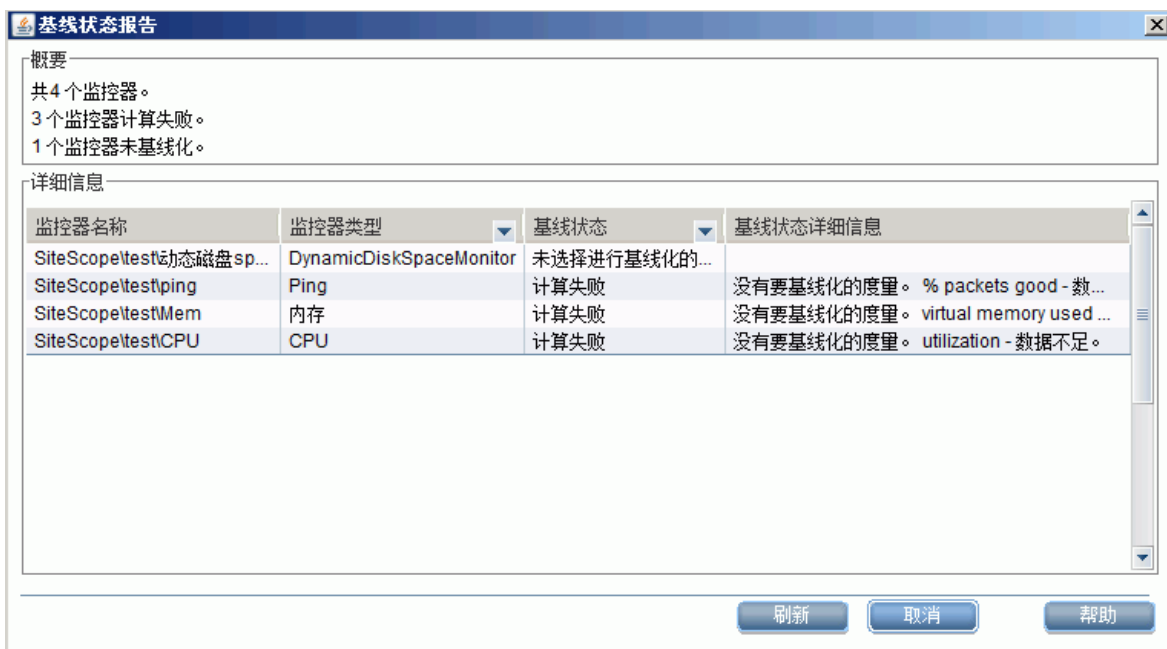 基线状态报告
概要
共4 个监控器。
3 个监控器计算失败。
1 个监控器未基线化。
详细信息
监控器名称 监控器类型 基线状态 基线状态详细信息
SiteScope\test\动态磁盘sp... DynamicDiskSpaceMonitor 未选择进行基线化的...
SiteScope\test\ping Ping 计算失败 没有要基线化的度量。 % packets good - 数...
SiteScope\test\Mem 内存 计算失败 没有要基线化的度量。 virtual memory used ...
SiteScope\test\CPU CPU 计算失败 没有要基线化的度量。 utilization - 数据不足。
刷新 取消 帮助